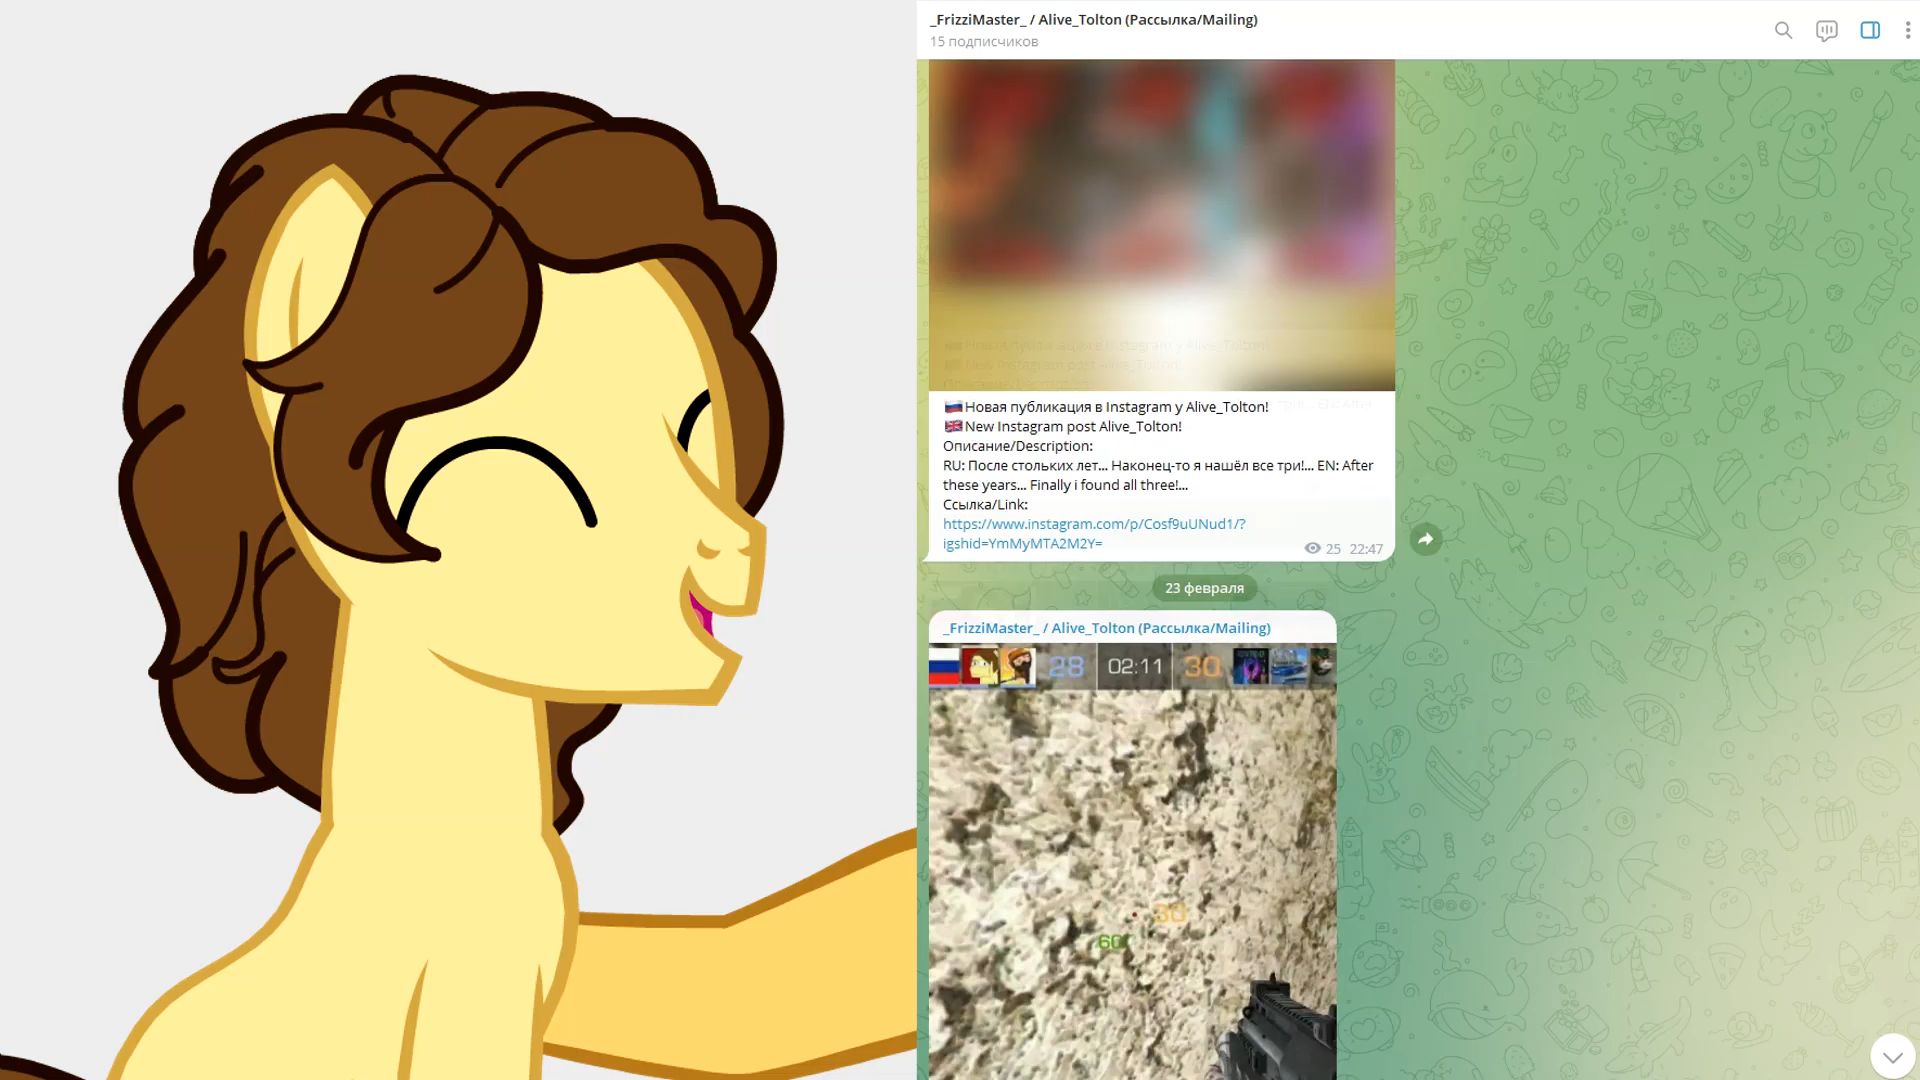 _FrizziMaster_ / Alive_Tolton (Рассылка/Mailing)
15 подписчиков
🇷🇺Новая публикация в Instagram у Alive_Tolton!
🇬🇧New Instagram post Alive_Tolton!
Описание/Description:
RU: После стольких лет... Наконец-то я нашёл все три!... EN: After
these years... Finally i found all three!...
Ссылка/Link:
https://www.instagram.com/p/Cosf9uUNud1/?
igshid=YmMyMTA2M2Y=
25 22:47
23 февраля
_FrizziMaster_ / Alive_Tolton (Рассылка/Mailing)
28 02:11 30
30
60